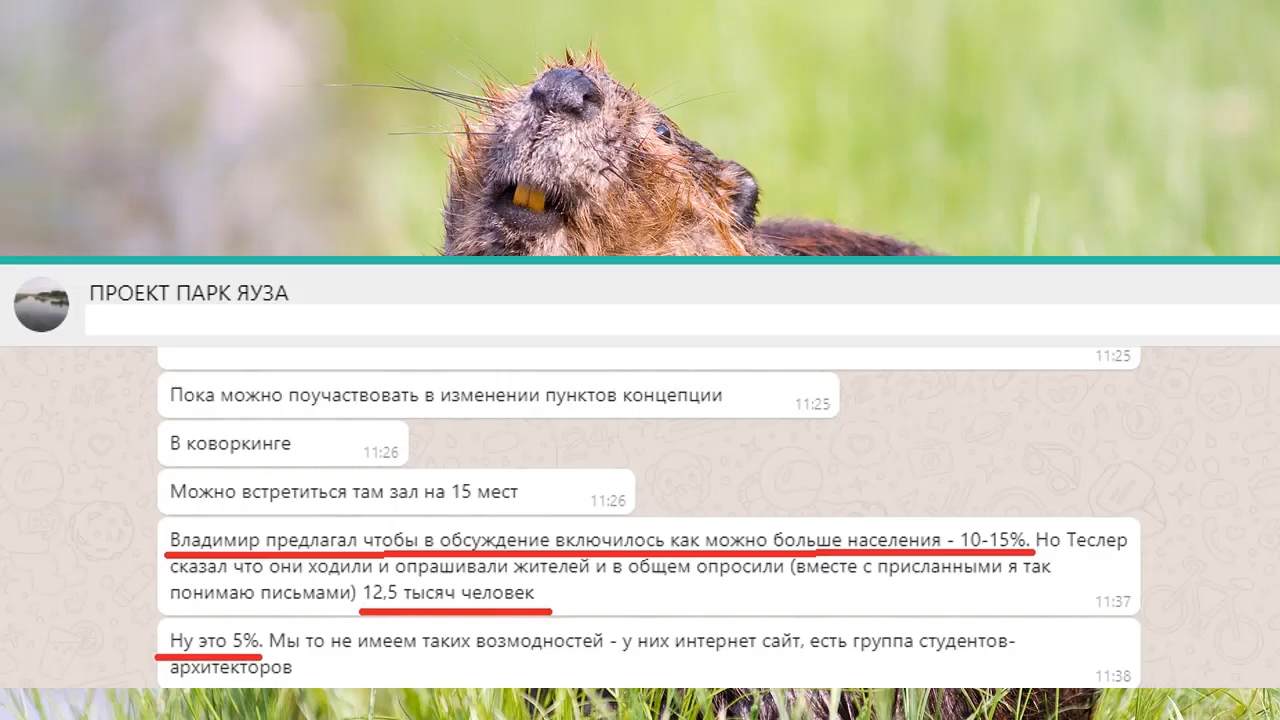 ПРОЕКТ ПАРК ЯУЗА
11:25
Пока можно поучаствовать в изменении пунктов концепции
11:25
В коворкинге
11:26
Можно встретиться там зал на 15 мест
11:26
Владимир предлагал чтобы в обсуждение включилось как можно больше населения - 10-15%. Но Теслер
сказал что они ходили и опрашивали жителей и в общем опросили (вместе с присланными я так
понимаю письмами) 12,5 тысяч человек
11:37
Ну это 5%. Мы то не имеем таких возмодностей - у них интернет сайт, есть группа студентов-
архитекторов
11:38